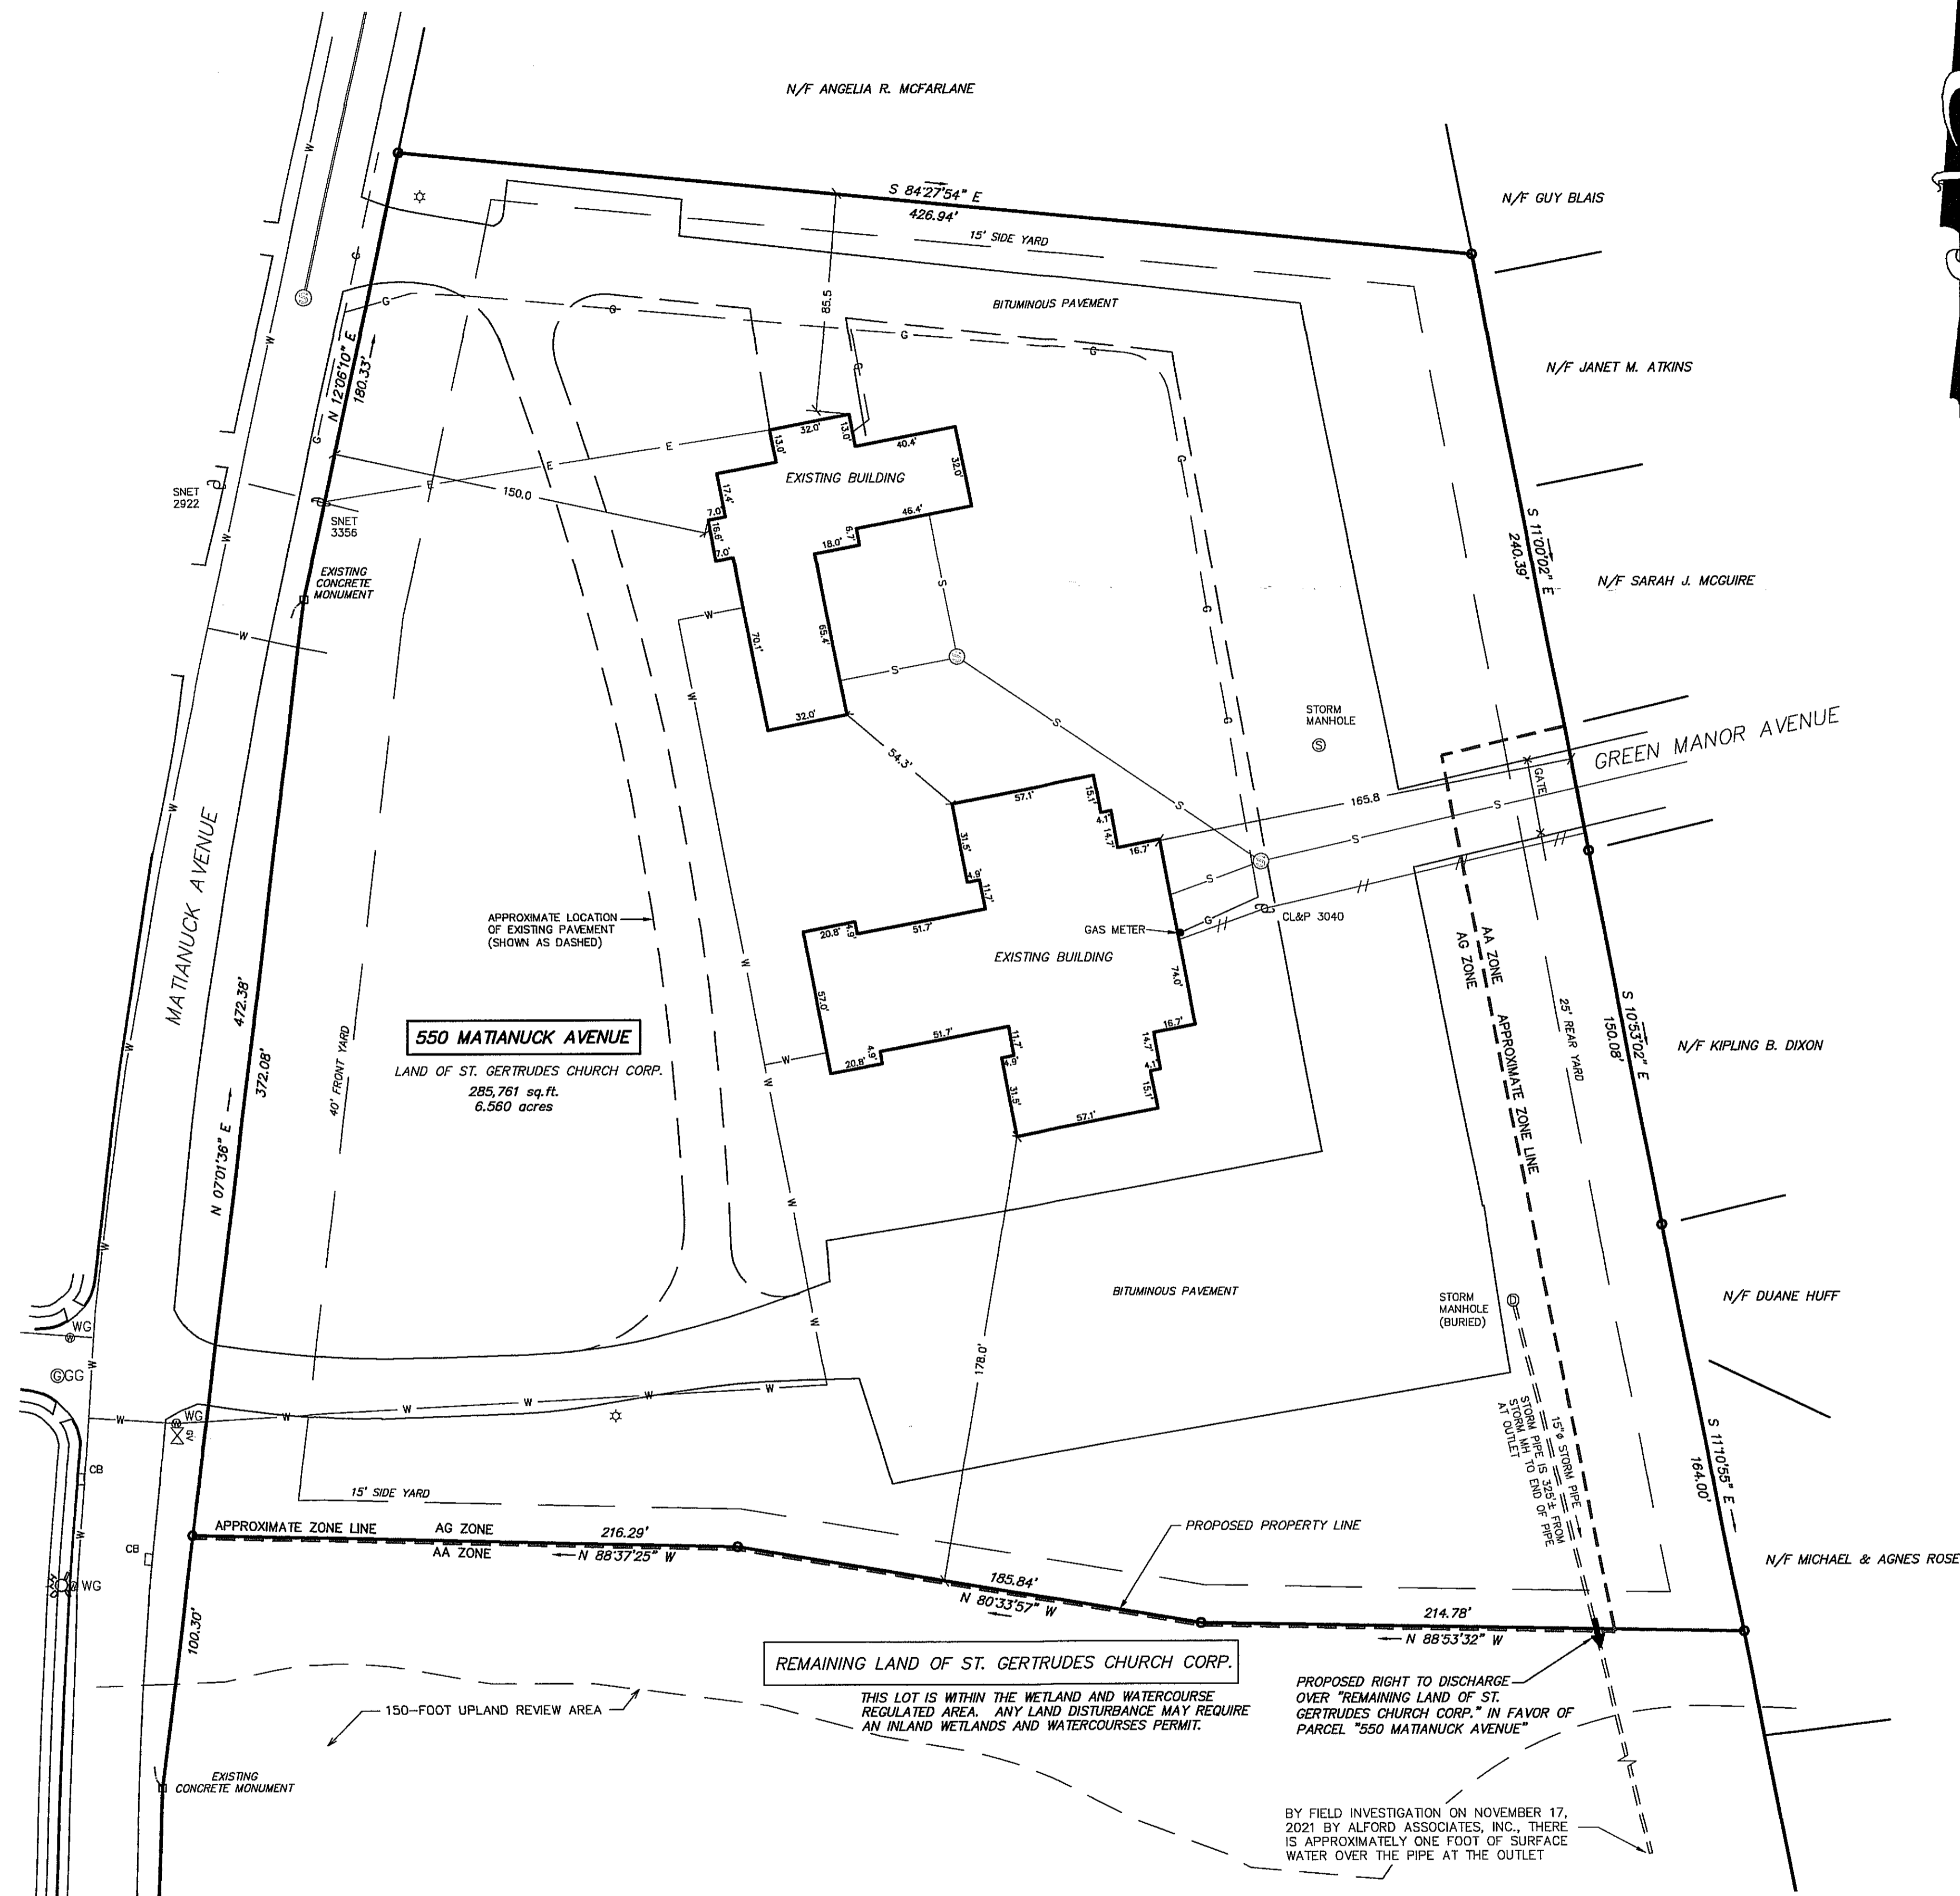 N/F ANGELIA R. MCFARLANE
S 84°27'54" E
426.94'
15' SIDE YARD
N/F GUY BLAIS
BITUMINOUS PAVEMENT
85.5
N 12°06'10" E
180.33'
N/F JANET M. ATKINS
32.0'
13.0'
13.0'
40.4'
32.0'
EXISTING BUILDING
17.4'
7.0'
16.6'
7.0'
46.4'
6.7'
18.0'
150.0
SNET
2922
SNET
3356
EXISTING
CONCRETE
MONUMENT
S 11°00'02" E
240.39'
N/F SARAH J. MCGUIRE
70.1'
65.4'
32.0'
54.3'
STORM
MANHOLE
GREEN MANOR AVENUE
GATE
165.8
MATIANUCK AVENUE
57.1'
15.1'
4.1'
14.7'
16.7'
31.5'
4.9'
11.7'
20.8'
4.9'
51.7'
APPROXIMATE LOCATION
OF EXISTING PAVEMENT
(SHOWN AS DASHED)
GAS METER
CL&P 3040
EXISTING BUILDING
74.0'
57.0'
AA ZONE
AG ZONE
APPROXIMATE ZONE LINE
25' REAR YARD
S 10°53'02" E
150.08'
N/F KIPLING B. DIXON
472.38'
372.08'
N 07°01'36" E
40' FRONT YARD
550 MATIANUCK AVENUE
LAND OF ST. GERTRUDES CHURCH CORP.
285,761 sq.ft.
6.560 acres
51.7'
11.7'
4.9'
20.8'
4.9'
31.5'
57.1'
16.7'
14.7'
4.1'
15.1'
BITUMINOUS PAVEMENT
STORM
MANHOLE
(BURIED)
N/F DUANE HUFF
178.0'
WG
GG
WG
CB
CB
WG
15"ø STORM PIPE
STORM PIPE IS 325'± FROM
STORM MH TO END OF PIPE
AT OUTLET
S 11°10'55" E
164.00'
N/F MICHAEL & AGNES ROSE
15' SIDE YARD
APPROXIMATE ZONE LINE
AG ZONE
AA ZONE
216.29'
N 88°37'25" W
PROPOSED PROPERTY LINE
185.84'
N 80°33'57" W
214.78'
N 88°53'32" W
100.30'
REMAINING LAND OF ST. GERTRUDES CHURCH CORP.
THIS LOT IS WITHIN THE WETLAND AND WATERCOURSE
REGULATED AREA. ANY LAND DISTURBANCE MAY REQUIRE
AN INLAND WETLANDS AND WATERCOURSES PERMIT.
PROPOSED RIGHT TO DISCHARGE
OVER "REMAINING LAND OF ST.
GERTRUDES CHURCH CORP." IN FAVOR OF
PARCEL "550 MATIANUCK AVENUE"
150-FOOT UPLAND REVIEW AREA
EXISTING
CONCRETE MONUMENT
BY FIELD INVESTIGATION ON NOVEMBER 17,
2021 BY ALFORD ASSOCIATES, INC., THERE
IS APPROXIMATELY ONE FOOT OF SURFACE
WATER OVER THE PIPE AT THE OUTLET